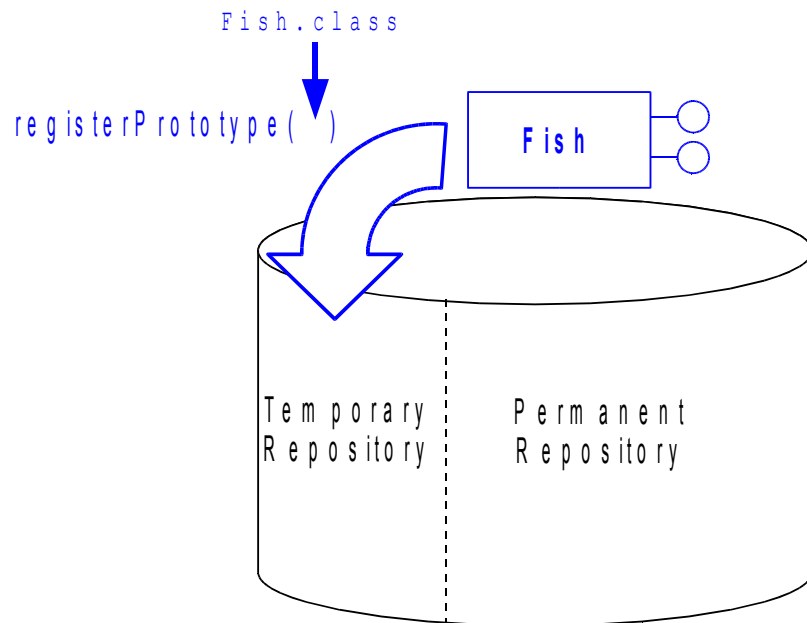 Fish.class
registerPrototype( )
Fish
Temporary
Repository
Permanent
Repository